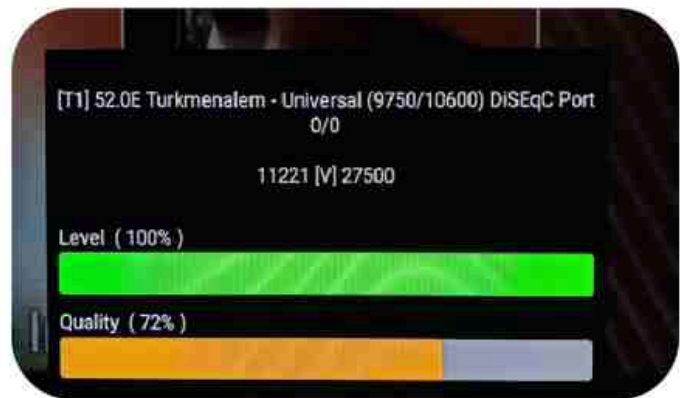 [T1] 52.0E Turkmenalem - Universal (9750/10600) DiSEqC Port
0/0
11221 [V] 27500
Level ( 100% )
Quality ( 72% )